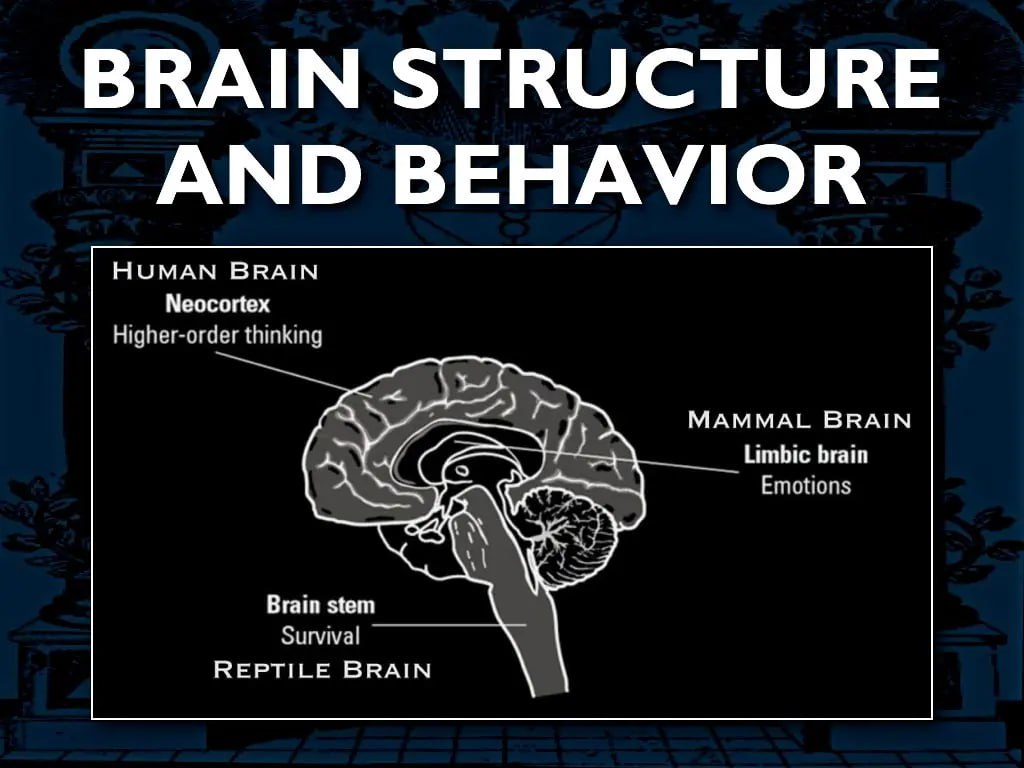 BRAIN STRUCTURE
AND BEHAVIOR
HUMAN BRAIN
Neocortex
Higher-order thinking
MAMMAL BRAIN
Limbic brain
Emotions
Brain stem
Survival
REPTILE BRAIN